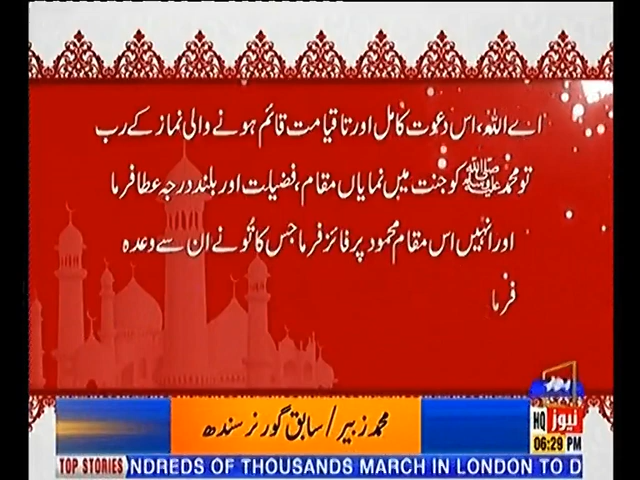 اے اللہ، اس دعوت کامل اور تا قیامت قائم ہونے والی نماز کے رب
تو محمد ﷺ کو جنت میں نمایاں مقام، فضیلت اور بلند درجہ عطا فرما
اور انہیں اس مقام محمود پر فائز فرما جس کا تُو نے ان سے وعدہ
فرما
HQ نیوز
محمد زبیر / سابق گورنر سندھ
06:29 PM
TOP STORIES NDREDS OF THOUSANDS MARCH IN LONDON TO D